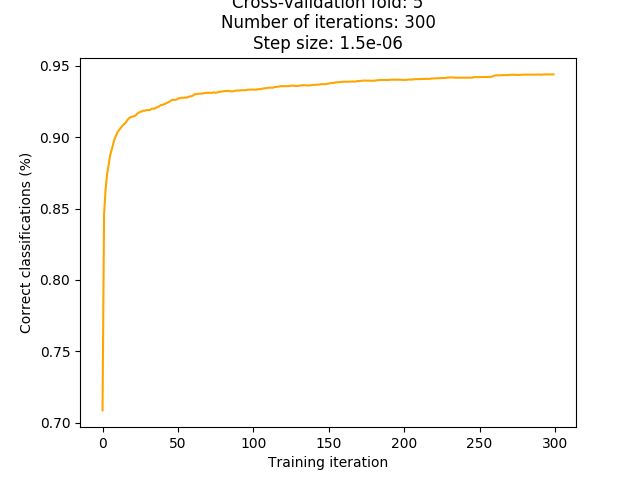 Cross-validation fold: 5
Number of iterations: 300
Step size: 1.5e-06
0.95
0.90
0.85
0.80
0.75
0.70
Correct classifications (%)
0 50 100 150 200 250 300
Training iteration